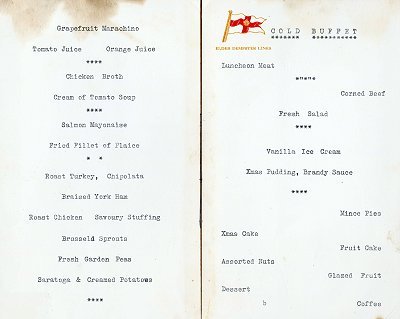 Grapefruit Marachino
Tomato Juice Orange Juice
****
Chicken Broth
Cream of Tomato Soup
****
Salmon Mayonaise
Fried Fillet of Plaice
* *
Roast Turkey, Chipolata
Braised York Ham
Roast Chicken Savoury Stuffing
Brusseld Sprouts
Fresh Garden Peas
Saratoga & Creamed Potatoes
****
ELDER DEMPSTER LINES
COLD BUFFET
******* **********
Luncheon Meat
*"*"*
Corned Beef
Fresh Salad
****
Vanilla Ice Cream
Xmas Pudding, Brandy Sauce
****
Mince Pies
Xmas Cake
Fruit Cake
Assorted Nuts
Glazed Fruit
Dessert
b Coffee